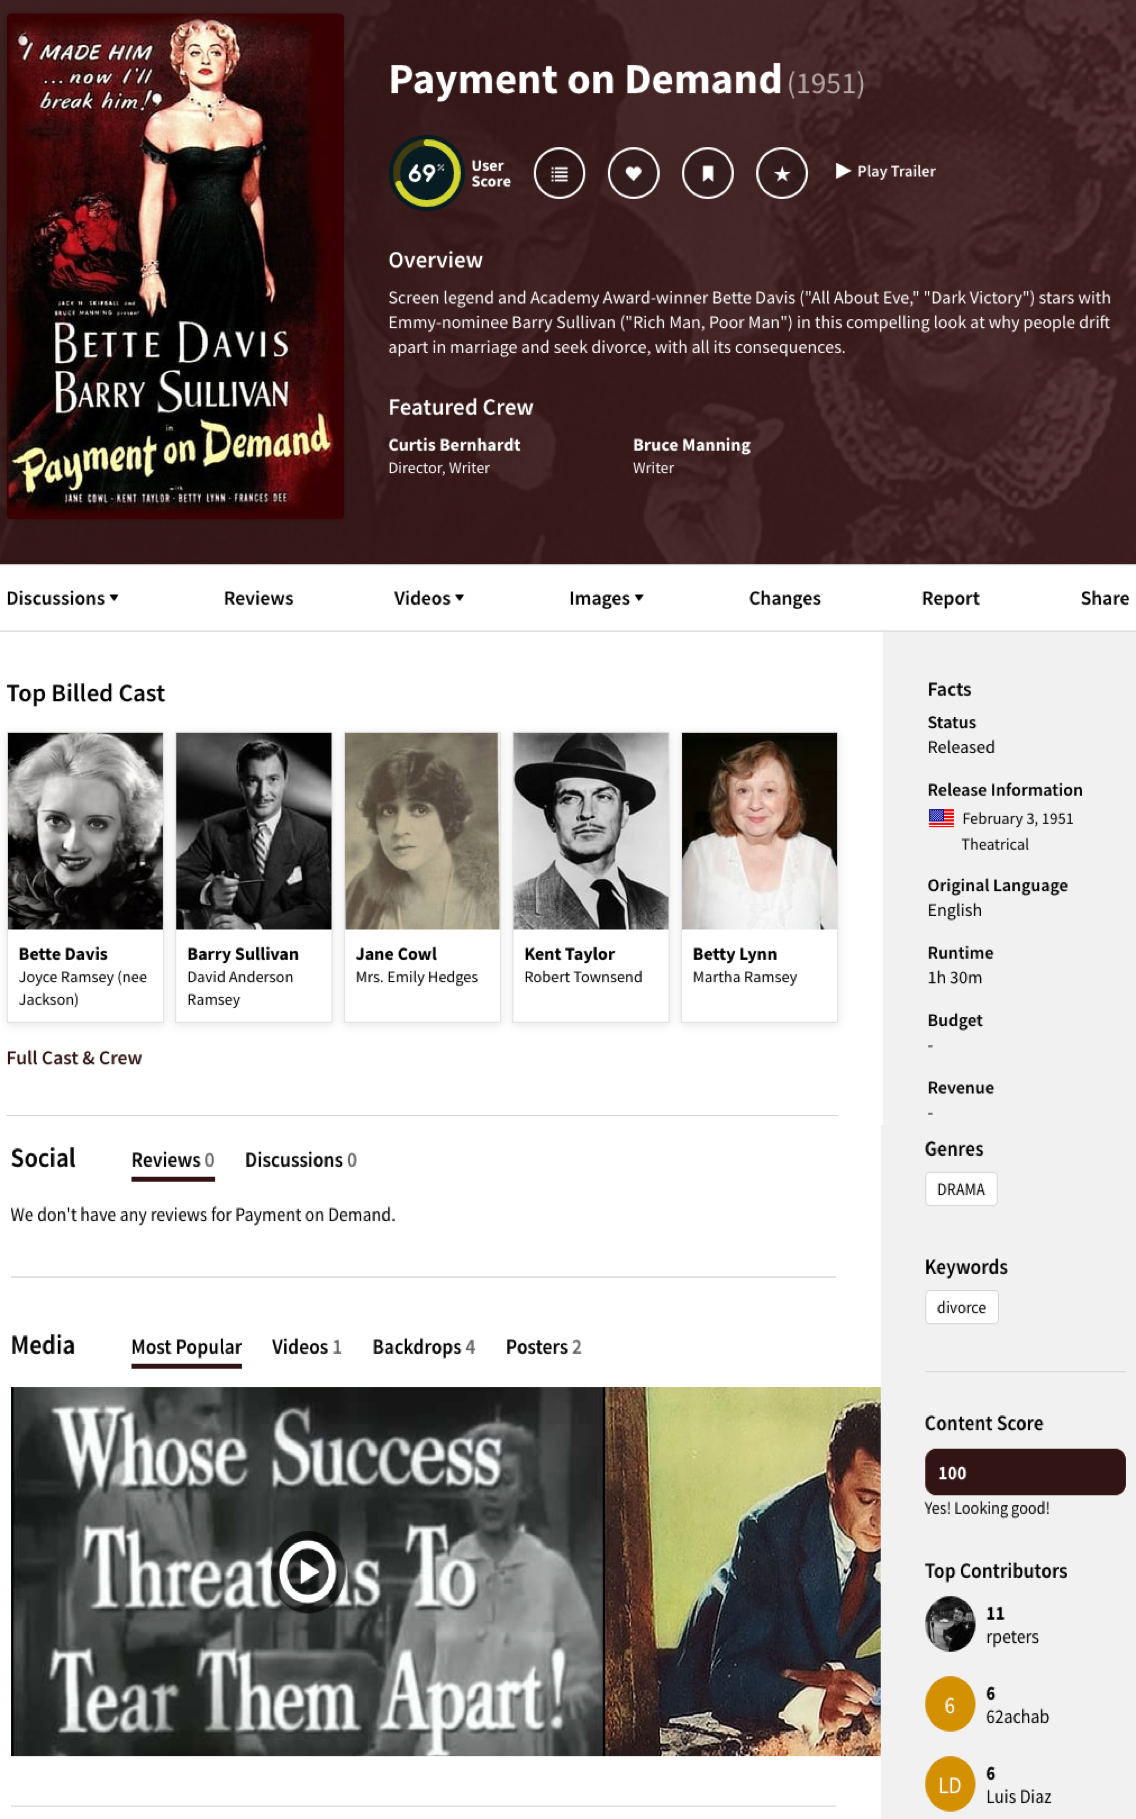 "I MADE HIM
...now I'll
break him!"
JACK H. SKIRBALL and
BRUCE MANNING present
BETTE DAVIS
BARRY SULLIVAN
in
Payment on Demand
with
JANE COWL · KENT TAYLOR · BETTY LYNN · FRANCES DEE
Payment on Demand (1951)
69%
User
Score
Play Trailer
Overview
Screen legend and Academy Award-winner Bette Davis ("All About Eve," "Dark Victory") stars with
Emmy-nominee Barry Sullivan ("Rich Man, Poor Man") in this compelling look at why people drift
apart in marriage and seek divorce, with all its consequences.
Featured Crew
Curtis Bernhardt
Director, Writer
Bruce Manning
Writer
Discussions Reviews Videos Images Changes Report Share
Top Billed Cast
Bette Davis
Joyce Ramsey (nee
Jackson)
Barry Sullivan
David Anderson
Ramsey
Jane Cowl
Mrs. Emily Hedges
Kent Taylor
Robert Townsend
Betty Lynn
Martha Ramsey
Full Cast & Crew
Social Reviews 0 Discussions 0
We don't have any reviews for Payment on Demand.
Media Most Popular Videos 1 Backdrops 4 Posters 2
Whose Success
Threat ns To
Tear Them Apart!
Facts
Status
Released
Release Information
February 3, 1951
Theatrical
Original Language
English
Runtime
1h 30m
Budget
-
Revenue
-
Genres
DRAMA
Keywords
divorce
Content Score
100
Yes! Looking good!
Top Contributors
11
rpeters
6
6
62achab
LD
6
Luis Diaz